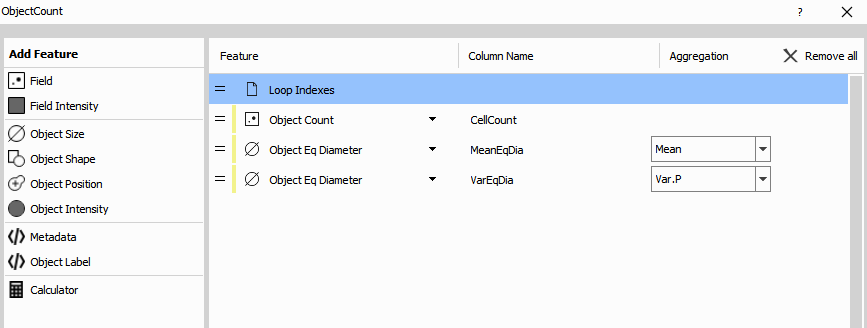 ObjectCount ?
Add Feature
Field
Field Intensity
Object Size
Object Shape
Object Position
Object Intensity
Metadata
Object Label
Calculator
Feature Column Name Aggregation Remove all
Loop Indexes
Object Count CellCount
Object Eq Diameter MeanEqDia Mean
Object Eq Diameter VarEqDia Var.P